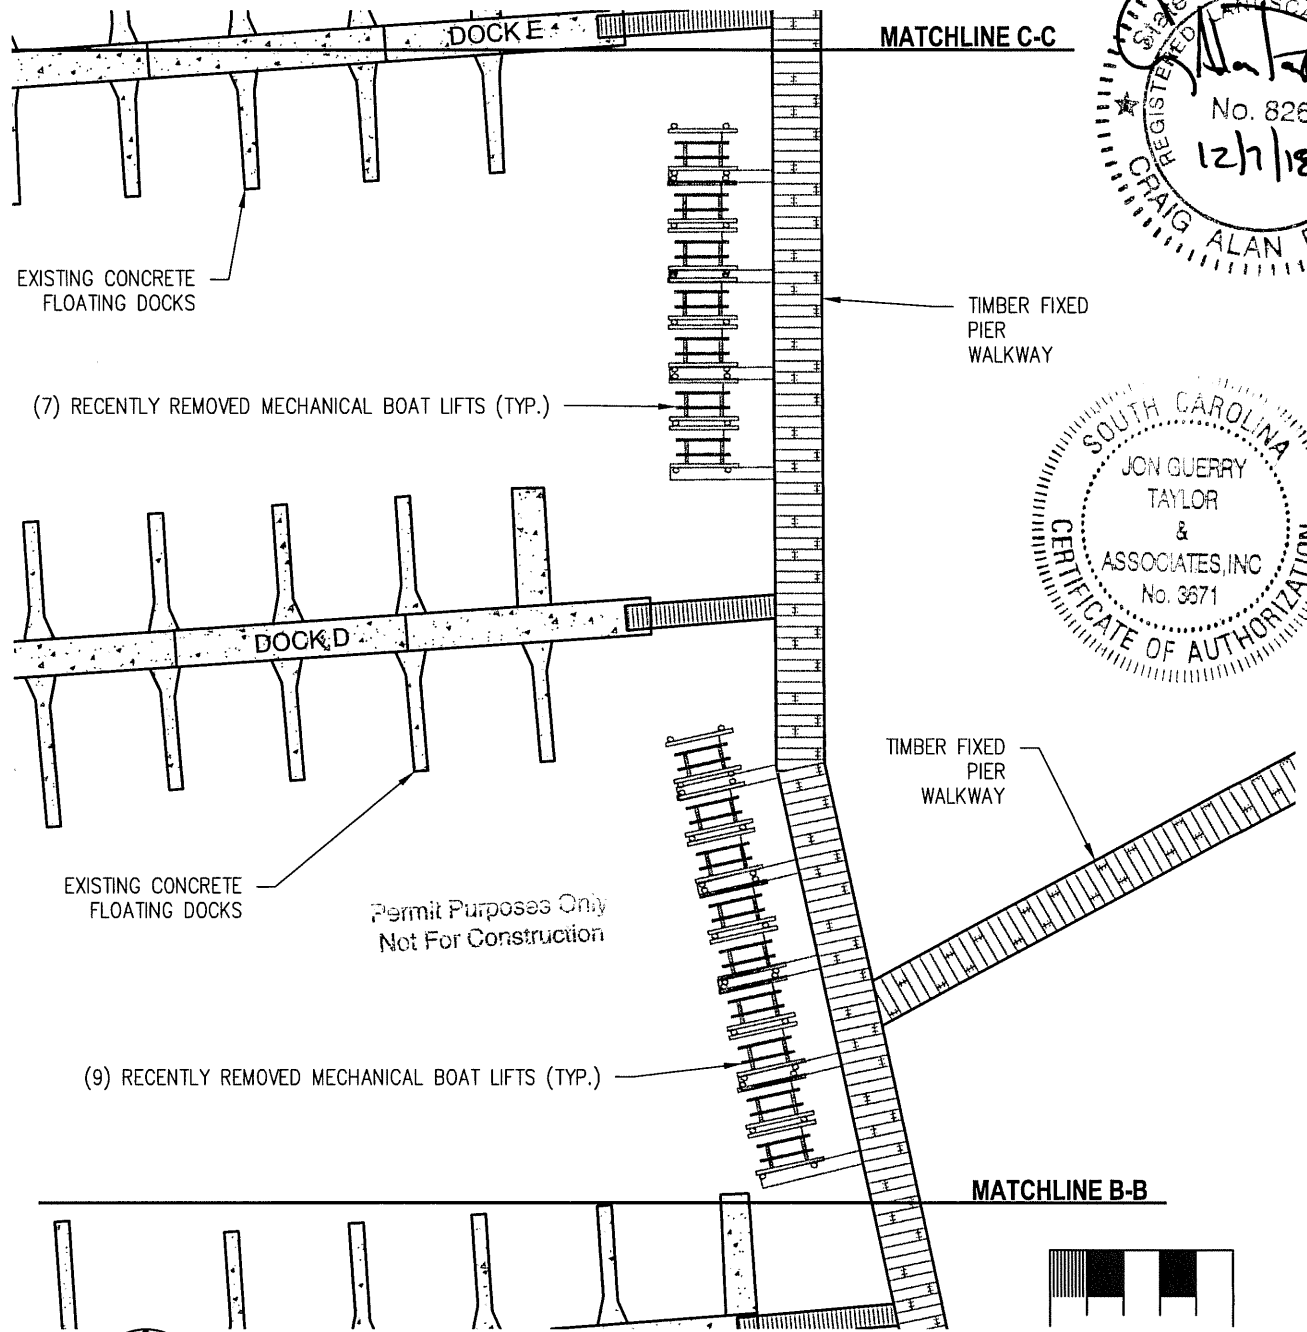 DOCK E
MATCHLINE C-C
State
LANDSCA
REGISTERED
No. 826
12/7/18
CRAIG ALAN
EXISTING CONCRETE
FLOATING DOCKS
TIMBER FIXED
PIER
WALKWAY
(7) RECENTLY REMOVED MECHANICAL BOAT LIFTS (TYP.)
SOUTH CAROLINA
JON GUERRY
TAYLOR
&
ASSOCIATES,INC
No. 3671
CERTIFICATE OF AUTHORIZATION
DOCK D
TIMBER FIXED
PIER
WALKWAY
EXISTING CONCRETE
FLOATING DOCKS
Permit Purposes Only
Not For Construction
(9) RECENTLY REMOVED MECHANICAL BOAT LIFTS (TYP.)
MATCHLINE B-B